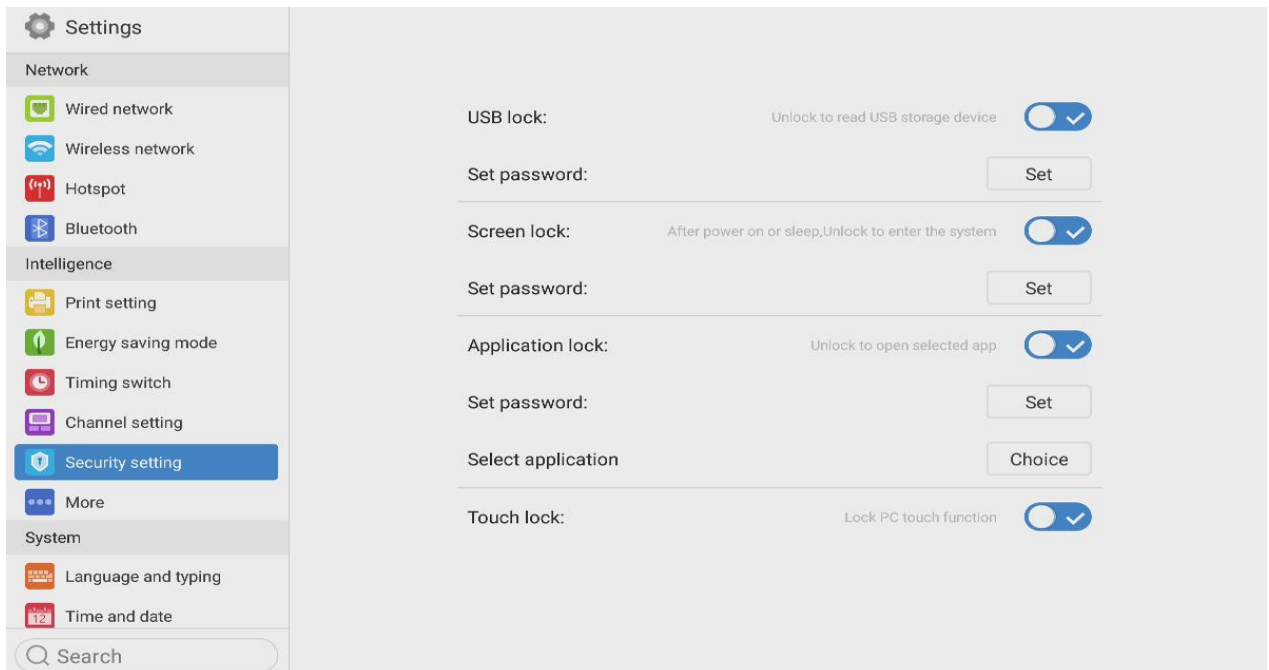 Settings
Network
Wired network
Wireless network
Hotspot
Bluetooth
Intelligence
Print setting
Energy saving mode
Timing switch
Channel setting
Security setting
More
System
Language and typing
12
Time and date
Search
USB lock: Unlock to read USB storage device
Set password: Set
Screen lock: After power on or sleep,Unlock to enter the system
Set password: Set
Application lock: Unlock to open selected app
Set password: Set
Select application Choice
Touch lock: Lock PC touch function